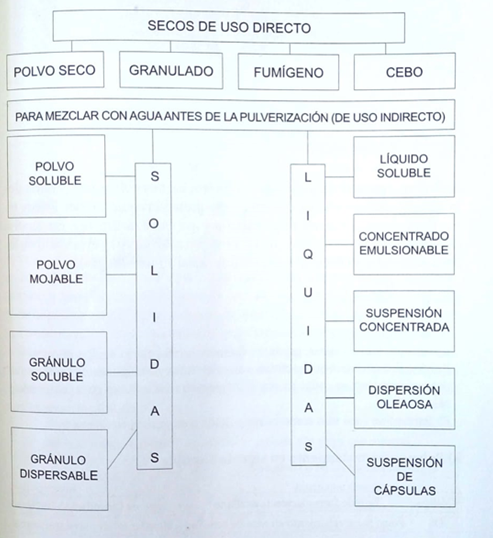 SECOS DE USO DIRECTO
POLVO SECO
GRANULADO
FUMÍGENO
CEBO
PARA MEZCLAR CON AGUA ANTES DE LA PULVERIZACIÓN (DE USO INDIRECTO)
POLVO
SOLUBLE
POLVO
MOJABLE
GRÁNULO
SOLUBLE
GRÁNULO
DISPERSABLE
S
O
L
I
D
A
S
L
I
Q
U
I
D
A
S
LÍQUIDO
SOLUBLE
CONCENTRADO
EMULSIONABLE
SUSPENSIÓN
CONCENTRADA
DISPERSIÓN
OLEAOSA
SUSPENSIÓN
DE
CÁPSULAS